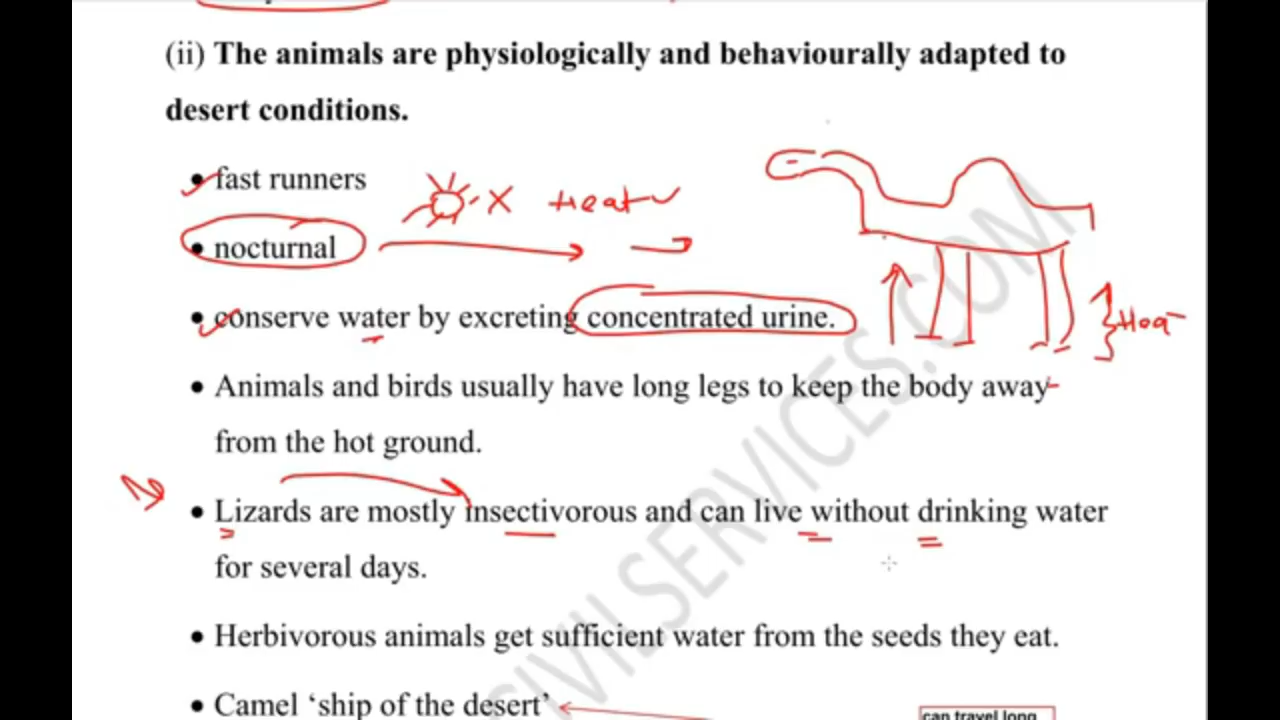 (ii) The animals are physiologically and behaviourally adapted to
desert conditions.
• fast runners
• nocturnal
X Heat
• conserve water by excreting concentrated urine.
Heat
• Animals and birds usually have long legs to keep the body away
from the hot ground.
• Lizards are mostly insectivorous and can live without drinking water
for several days.
• Herbivorous animals get sufficient water from the seeds they eat.
• Camel ‘ship of the desert’
can travel long
CIVILSERVICES.COM